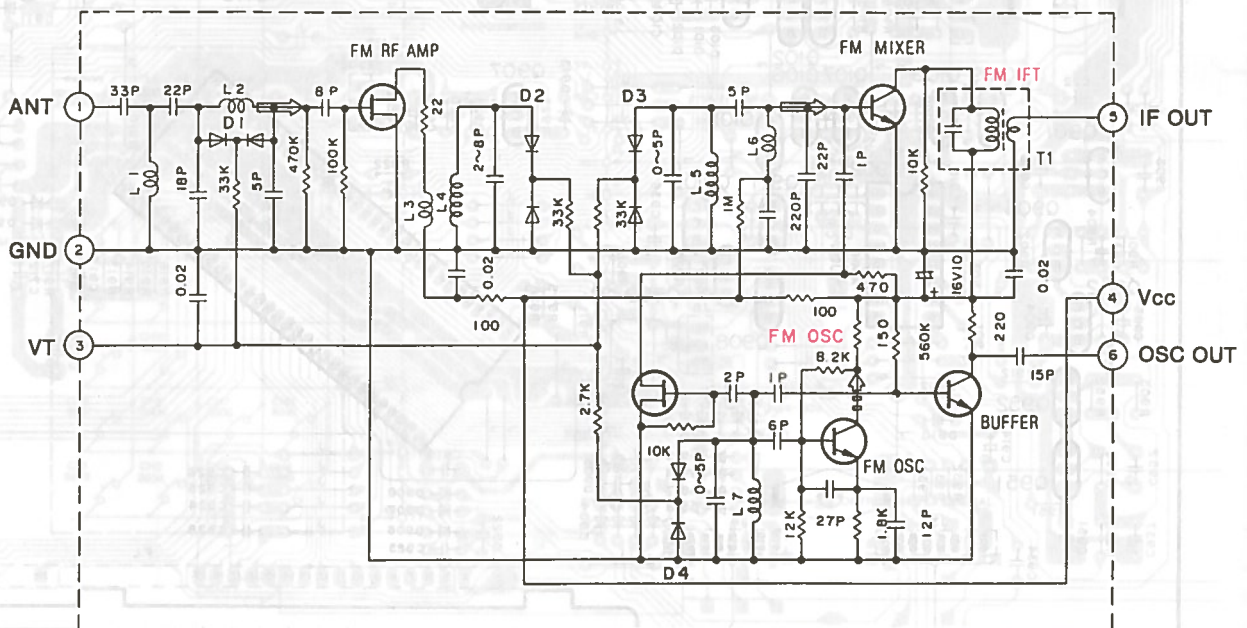 FM RF AMP
FM MIXER
FM IFT
ANT
1
33P
22P
L2
D1
8P
22
D2
D3
5P
5
IF OUT
T1
L1
18P
33K
5P
470K
100K
L3
L4
2~8P
33K
33K
0~5P
L5
L6
1M
22P
220P
1P
10K
GND
2
0.02
0.02
100
470
16V10
+
0.02
4
Vcc
100
FM OSC
150
560K
220
VT
3
8.2K
6
OSC OUT
15P
2.7K
2P
1P
BUFFER
10K
6P
FM OSC
0~5P
L7
12K
27P
1.8K
12P
D4